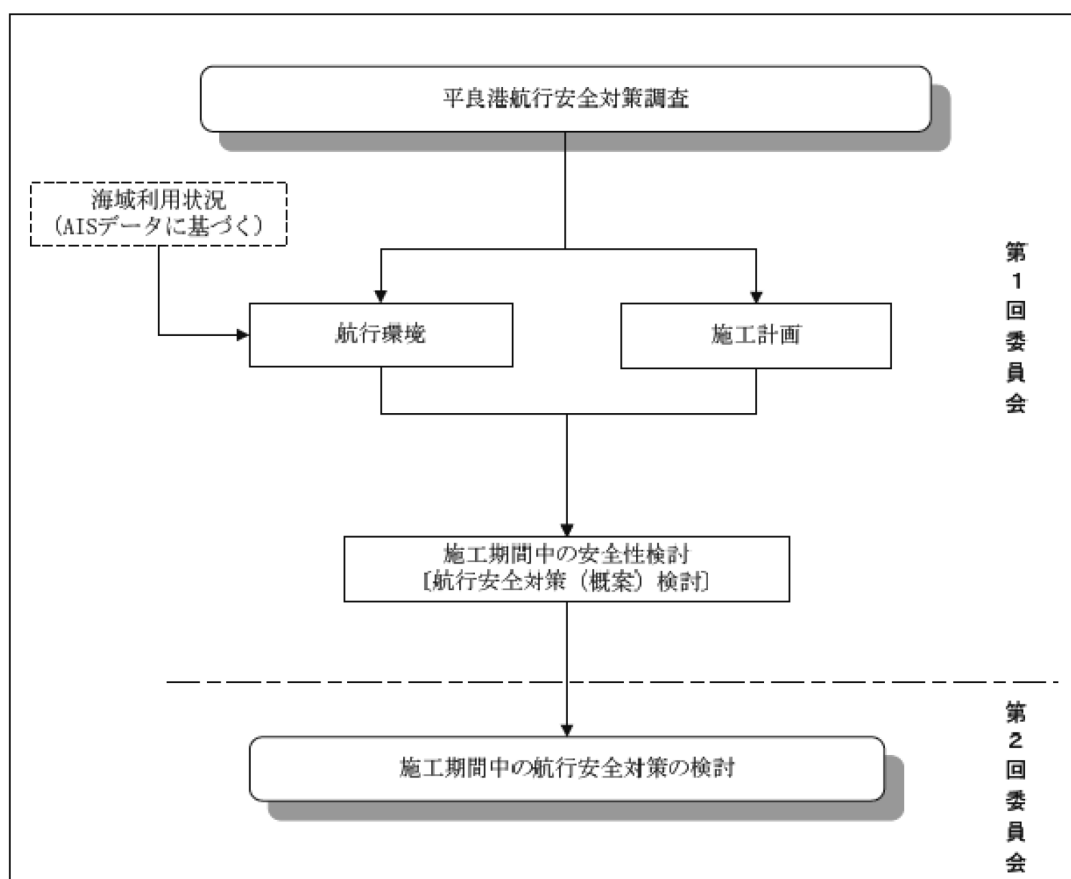 平良港航行安全対策調査
海域利用状況
(AISデータに基づく)
航行環境
施工計画
第1回委員会
施工期間中の安全性検討
[航行安全対策（概案）検討]
施工期間中の航行安全対策の検討
第2回委員会